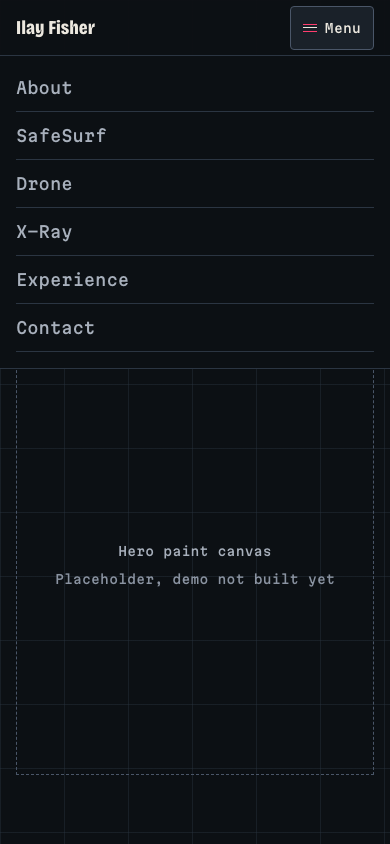 Ilay Fisher
Menu
About
SafeSurf
Drone
X-Ray
Experience
Contact
Hero paint canvas
Placeholder, demo not built yet